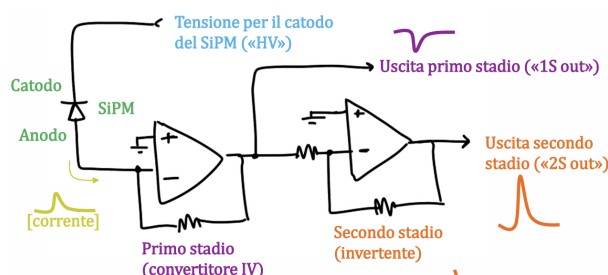 Tensione per il catodo
del SiPM («HV»)
Uscita primo stadio («1S out»)
Catodo
SiPM
Anodo
+
−
+
−
Uscita secondo
stadio («2S out»)
[corrente]
Primo stadio
(convertitore IV)
Secondo stadio
(invertente)